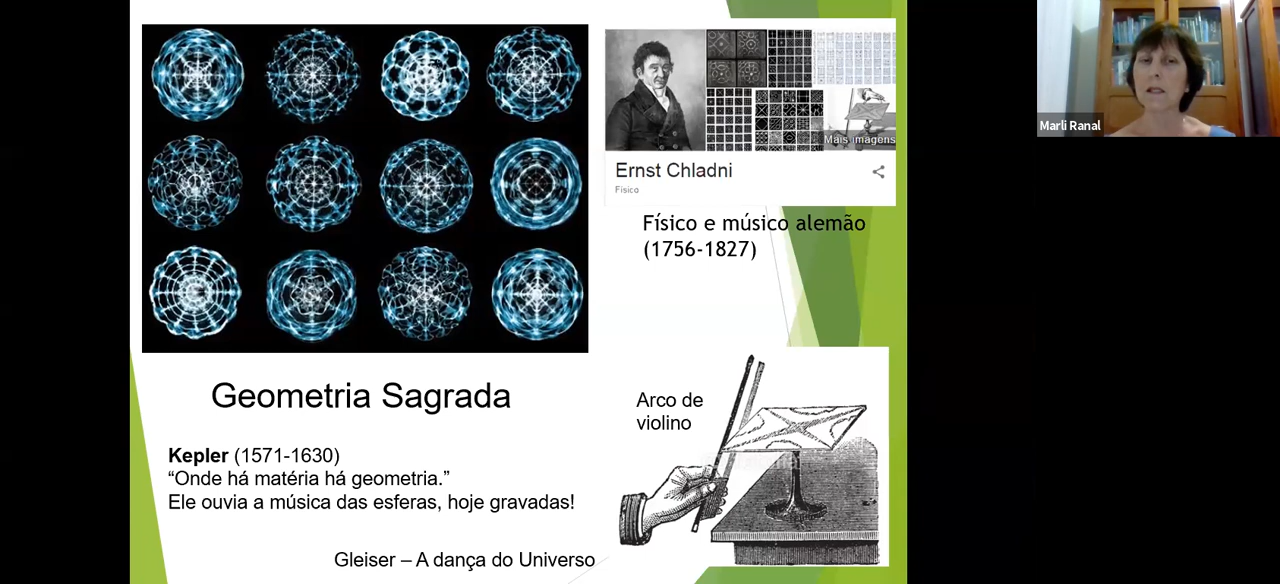 Mais imagens
Ernst Chladni
Físico
Físico e músico alemão
(1756-1827)
Marli Ranal
Geometria Sagrada
Arco de
violino
Kepler (1571-1630)
“Onde há matéria há geometria.”
Ele ouvia a música das esferas, hoje gravadas!
Gleiser – A dança do Universo